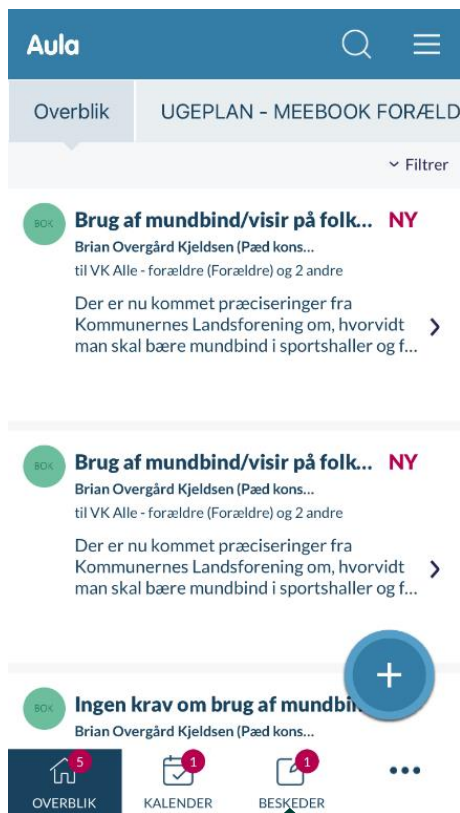 Aula
Overblik
UGEPLAN - MEEBOOK FORÆLD
Filtrer
BOK
Brug af mundbind/visir på folk... NY
Brian Overgård Kjeldsen (Pæd kons...
til VK Alle - forældre (Forældre) og 2 andre
Der er nu kommet præciseringer fra
Kommunernes Landsforening om, hvorvidt
man skal bære mundbind i sportshaller og f...
BOK
Brug af mundbind/visir på folk... NY
Brian Overgård Kjeldsen (Pæd kons...
til VK Alle - forældre (Forældre) og 2 andre
Der er nu kommet præciseringer fra
Kommunernes Landsforening om, hvorvidt
man skal bære mundbind i sportshaller og f...
BOK
Ingen krav om brug af mundbin
Brian Overgård Kjeldsen (Pæd kons...
5
1
1
OVERBLIK
KALENDER
BESKEDER